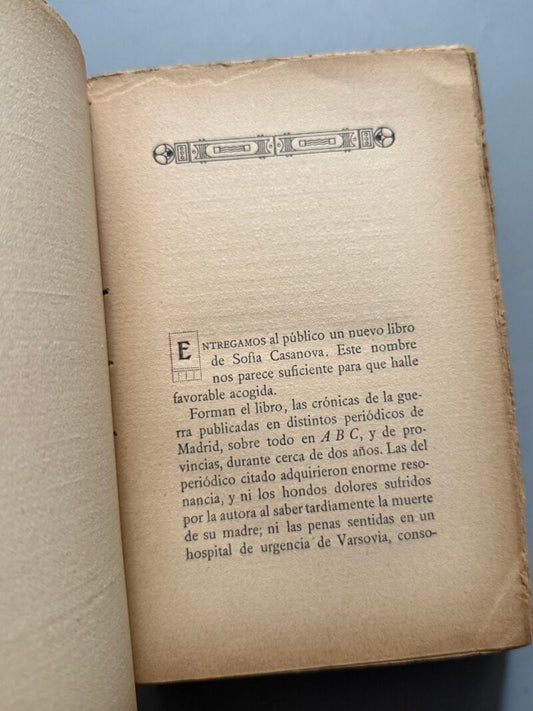 ENTREGAMOS al público un nuevo libro
de Sofía Casanova. Este nombre
nos parece suficiente para que halle
favorable acogida.
Forman el libro, las crónicas de la gue-
rra publicadas en distintos periódicos de
Madrid, sobre todo en A B C, y de pro-
vincias, durante cerca de dos años. Las del
periódico citado adquirieron enorme reso-
nancia, y ni los hondos dolores sufridos
por la autora al saber tardiamente la muerte
de su madre; ni las penas sentidas en un
hospital de urgencia de Varsovia, conso-